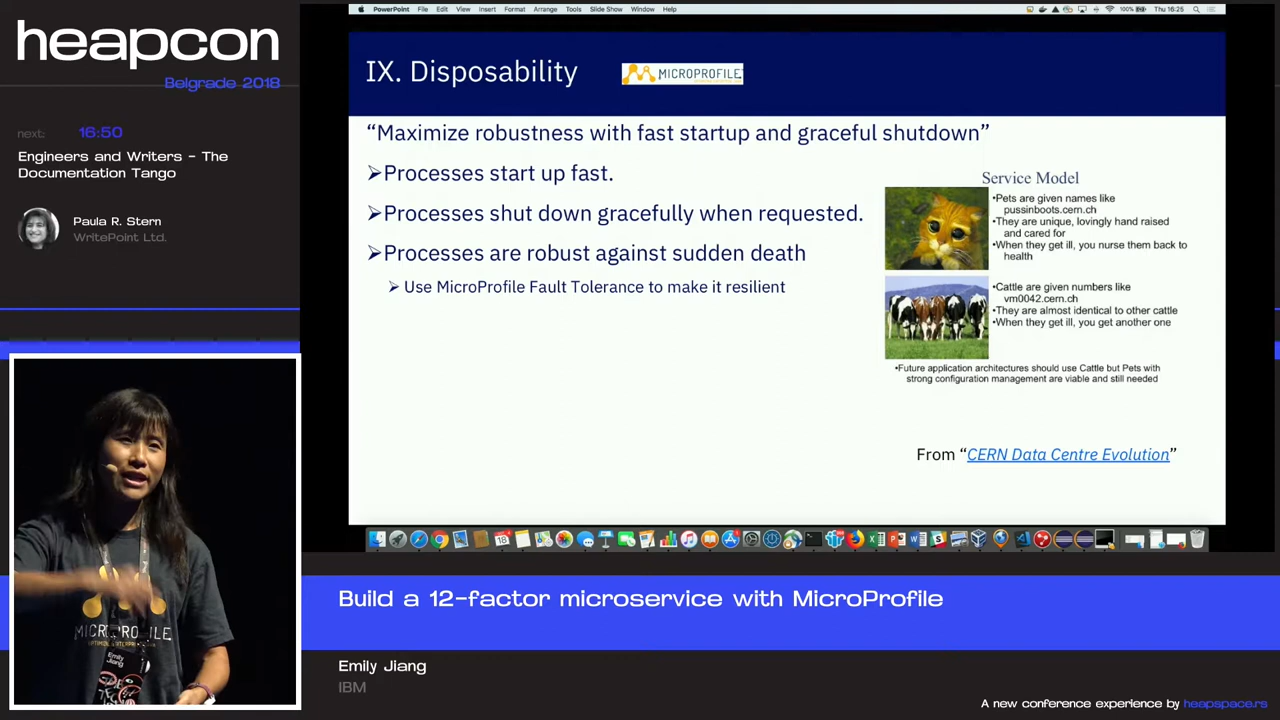 heapcon
Belgrade 2018
next: 16:50
Engineers and Writers - The
Documentation Tango
Paula R. Stern
WritePoint Ltd.
PowerPoint File Edit View Insert Format Arrange Tools Slide Show Window Help
100% Thu 16:25
IX. Disposability
MICROPROFILE
“Maximize robustness with fast startup and graceful shutdown”
➢Processes start up fast.
➢Processes shut down gracefully when requested.
➢Processes are robust against sudden death
➢ Use MicroProfile Fault Tolerance to make it resilient
Service Model
•Pets are given names like
pussinboots.cern.ch
•They are unique, lovingly hand raised
and cared for
•When they get ill, you nurse them back to
health
•Cattle are given numbers like
vm0042.cern.ch
•They are almost identical to other cattle
•When they get ill, you get another one
•Future application architectures should use Cattle but Pets with
strong configuration management are viable and still needed
From “CERN Data Centre Evolution”
MICROPROFILE
Emily
Jiang
Build a 12-factor microservice with MicroProfile
Emily Jiang
IBM
A new conference experience by heapspace.rs